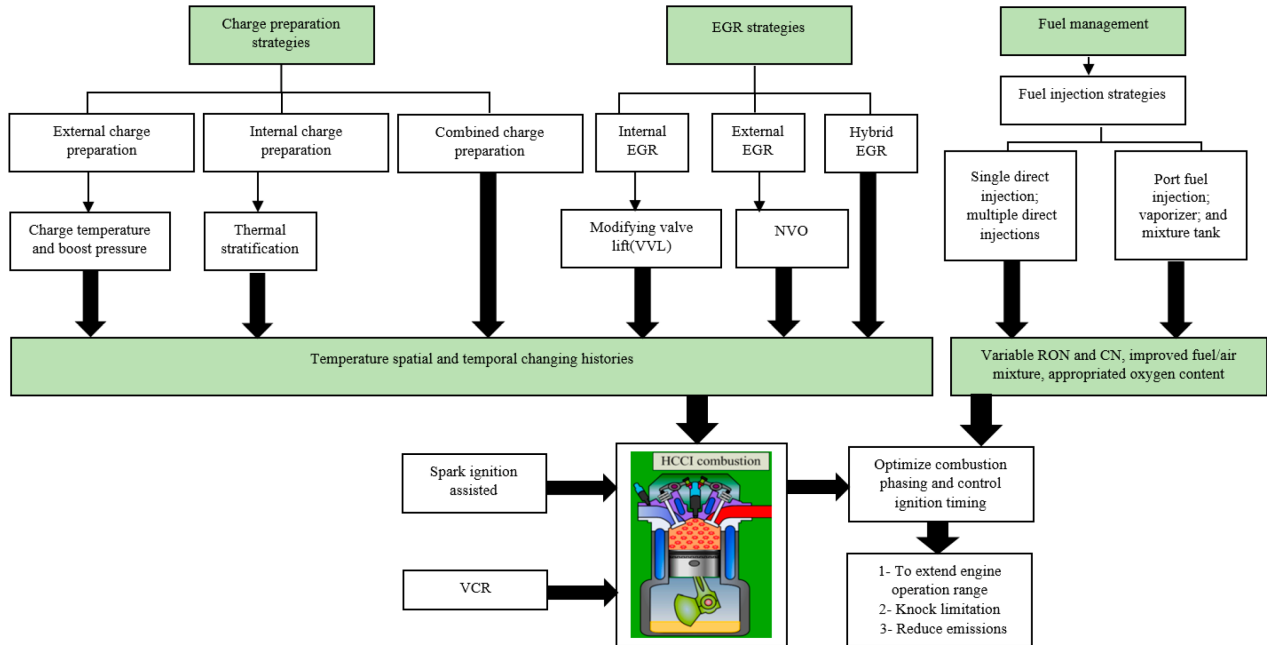 Charge preparation
strategies
EGR strategies
Fuel management
Fuel injection strategies
External charge
preparation
Internal charge
preparation
Combined charge
preparation
Internal
EGR
External
EGR
Hybrid
EGR
Single direct
injection;
multiple direct
injections
Port fuel
injection;
vaporizer; and
mixture tank
Charge temperature
and boost pressure
Thermal
stratification
Modifying valve
lift(VVL)
NVO
Temperature spatial and temporal changing histories
Variable RON and CN, improved fuel/air
mixture, appropriated oxygen content
Spark ignition
assisted
HCCI combustion
Optimize combustion
phasing and control
ignition timing
VCR
1- To extend engine
operation range
2- Knock limitation
3- Reduce emissions